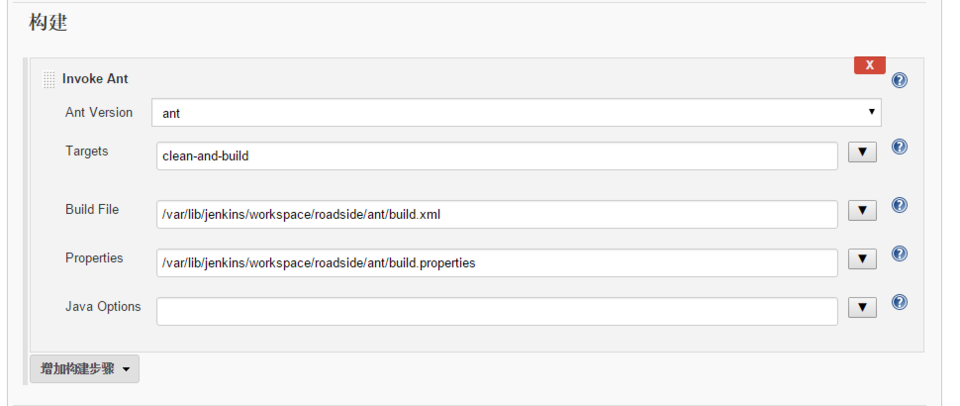 构建
X
Invoke Ant
Ant Version ant
Targets clean-and-build
Build File /var/lib/jenkins/workspace/roadside/ant/build.xml
Properties /var/lib/jenkins/workspace/roadside/ant/build.properties
Java Options
增加构建步骤